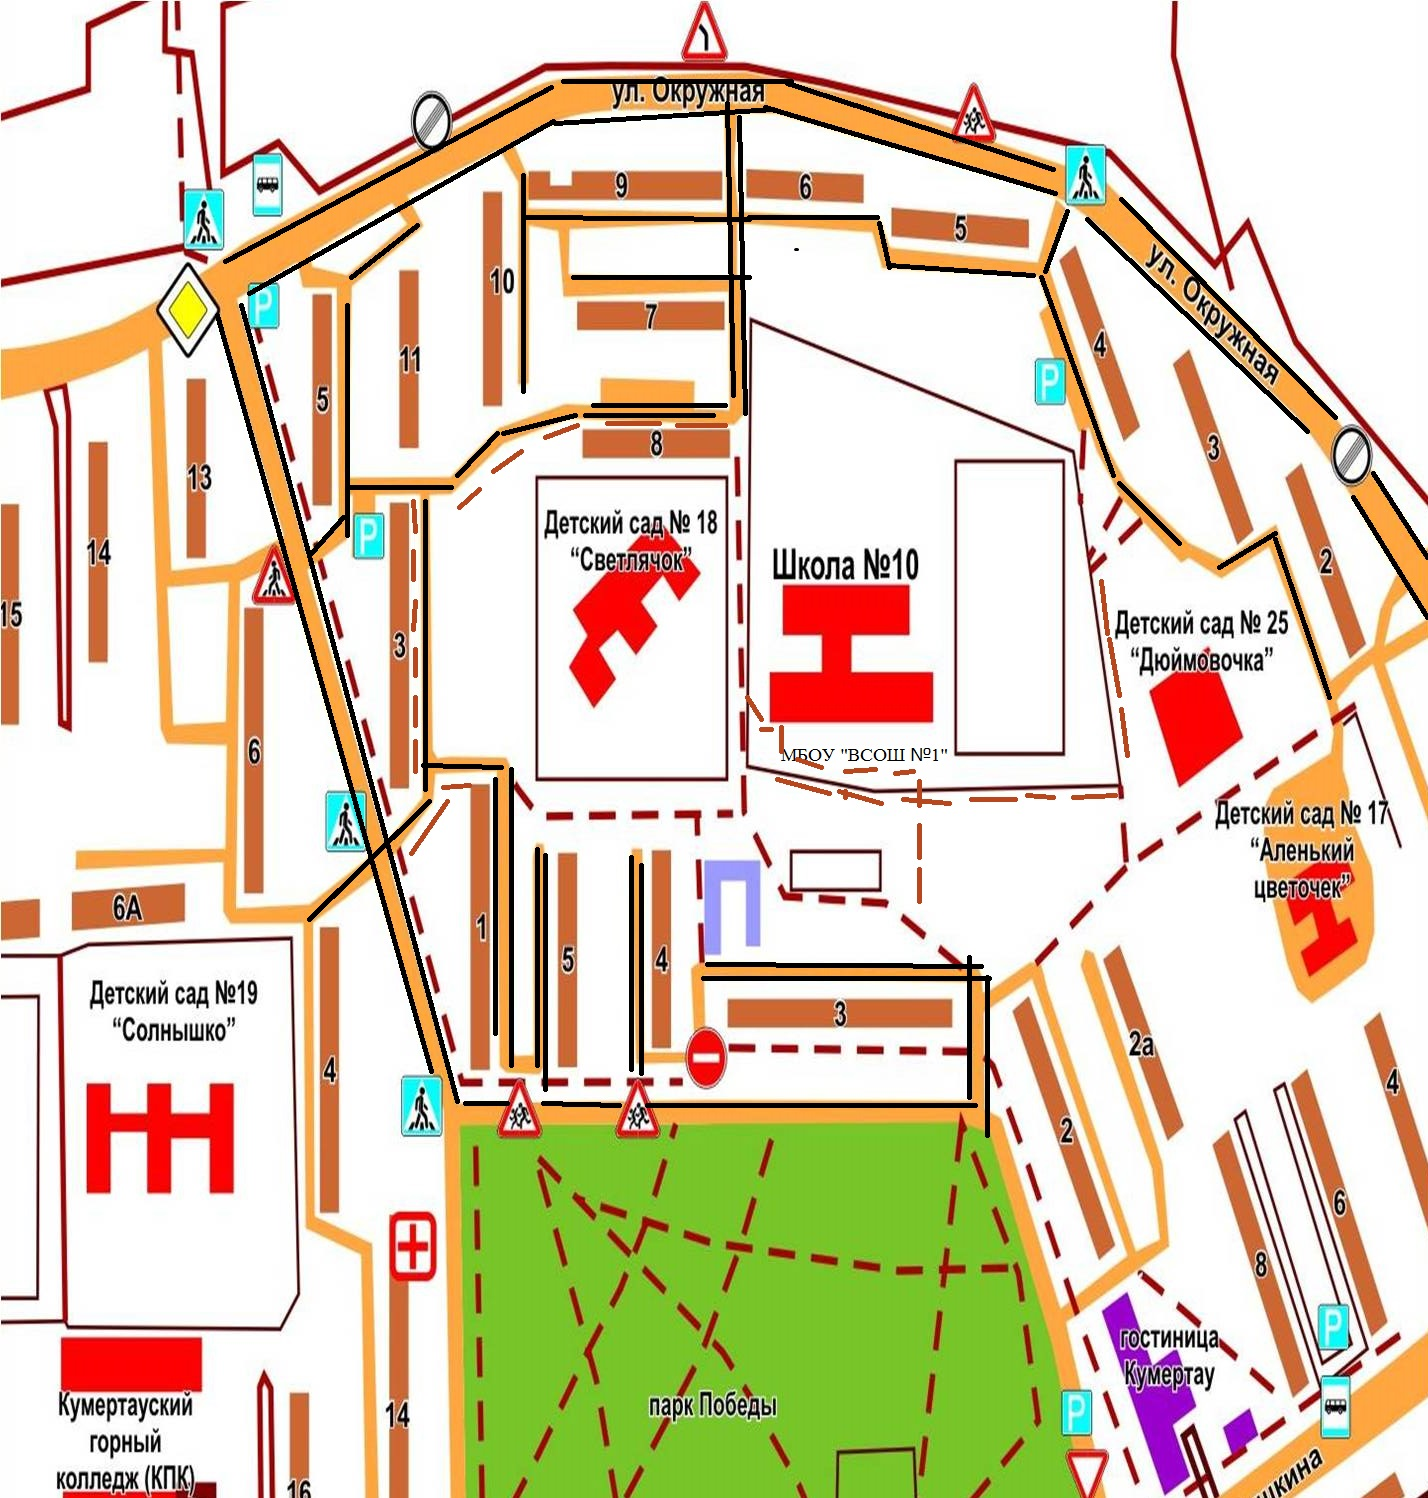 ул. Окружная
9
6
5
10
7
11
5
8
4
3
2
ул. Окружная
P
P
P
13
14
15
Детский сад № 18
“Светлячок”
Школа №10
МБОУ "ВСОШ №1"
Детский сад № 25
“Дюймовочка”
3
6
6А
Детский сад № 17
“Аленький
цветочек”
1
5
4
3
Детский сад №19
“Солнышко”
4
2
2а
4
6
8
P
P
гостиница
Кумертау
парк Победы
14
16
Кумертауский
горный
колледж (КПК)